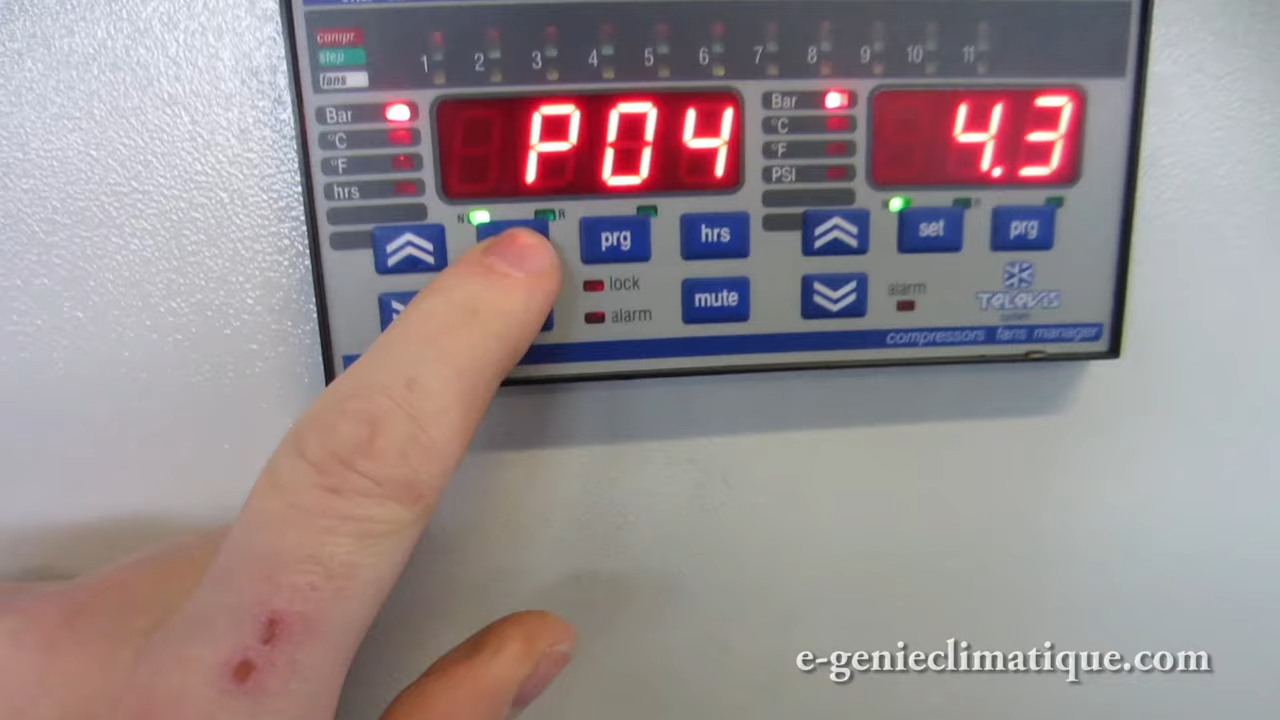 compr.
step
fans
1 2 3 4 5 6 7 8 9 10 11
Bar
°C
°F
hrs
P04
Bar
°C
°F
PSI
4.3
N R
prg
hrs
set
prg
lock
alarm
mute
alarm
TELEVIS
system
compressors fans manager
e-genieclimatique.com